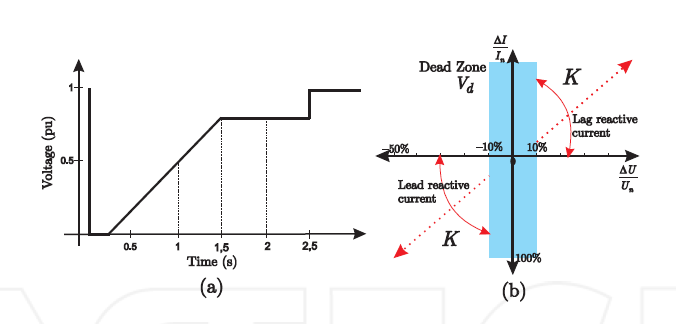 Voltage (pu)
1
0.5
0.5
1
1,5
2
2,5
Time (s)
(a)
ΔI
Iₙ
Dead Zone
V_d
K
Lag reactive
current
-50%
-10%
10%
0
ΔU
Uₙ
Lead reactive
current
K
100%
(b)